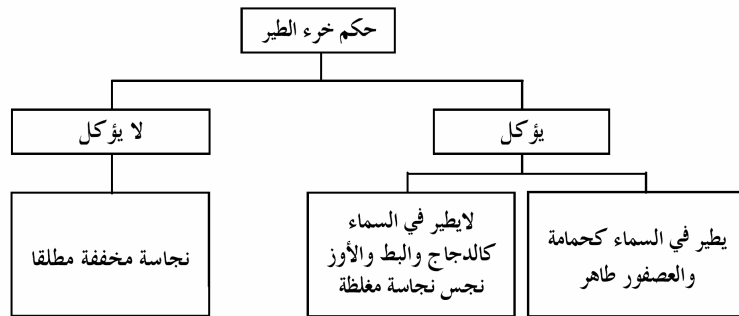 حكم خرء الطير
يؤكل
لا يؤكل
يطير في السماء كحمامة
والعصفور طاهر
لايطير في السماء
كالدجاج والبط والأوز
نجس نجاسة مغلظة
نجاسة مخففة مطلقا